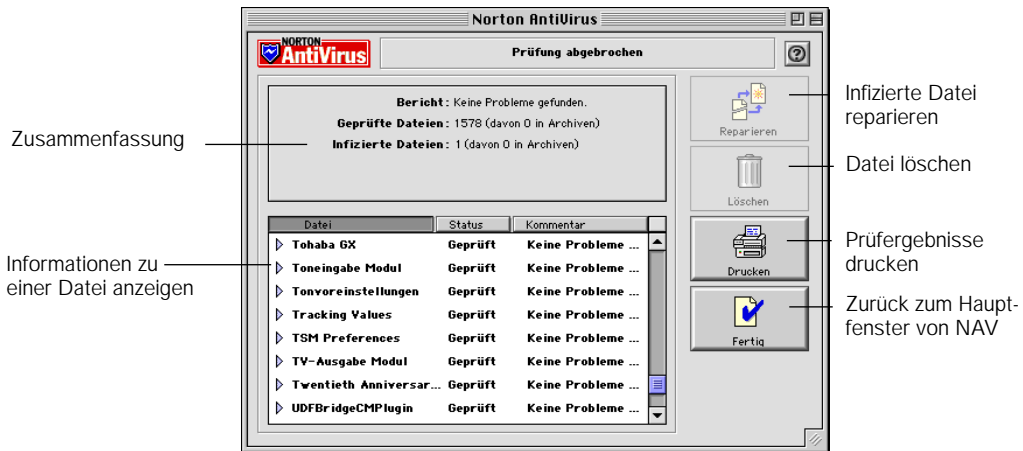 Norton AntiVirus
NORTON
AntiVirus
Prüfung abgebrochen
?
Bericht: Keine Probleme gefunden.
Geprüfte Dateien: 1578 (davon 0 in Archiven)
Infizierte Dateien: 1 (davon 0 in Archiven)
Zusammenfassung
Reparieren
Infizierte Datei
reparieren
Löschen
Datei löschen
Datei Status Kommentar
Tohaba GX Geprüft Keine Probleme ...
Toneingabe Modul Geprüft Keine Probleme ...
Tonvoreinstellungen Geprüft Keine Probleme ...
Tracking Values Geprüft Keine Probleme ...
TSM Preferences Geprüft Keine Probleme ...
TV-Ausgabe Modul Geprüft Keine Probleme ...
Twentieth Anniversar... Geprüft Keine Probleme ...
UDFBridgeCMPlugin Geprüft Keine Probleme ...
Informationen zu
einer Datei anzeigen
Drucken
Prüfergebnisse
drucken
Fertig
Zurück zum Haupt-
fenster von NAV